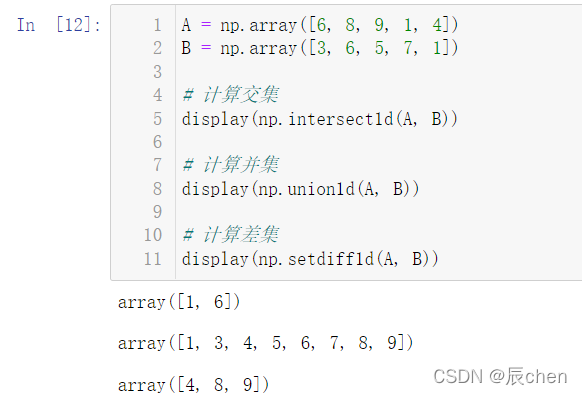 In [12]:
1 A = np.array([6, 8, 9, 1, 4])
2 B = np.array([3, 6, 5, 7, 1])
3
4 # 计算交集
5 display(np.intersect1d(A, B))
6
7 # 计算并集
8 display(np.union1d(A, B))
9
10 # 计算差集
11 display(np.setdiff1d(A, B))
array([1, 6])
array([1, 3, 4, 5, 6, 7, 8, 9])
array([4, 8, 9])
CSDN @辰chen